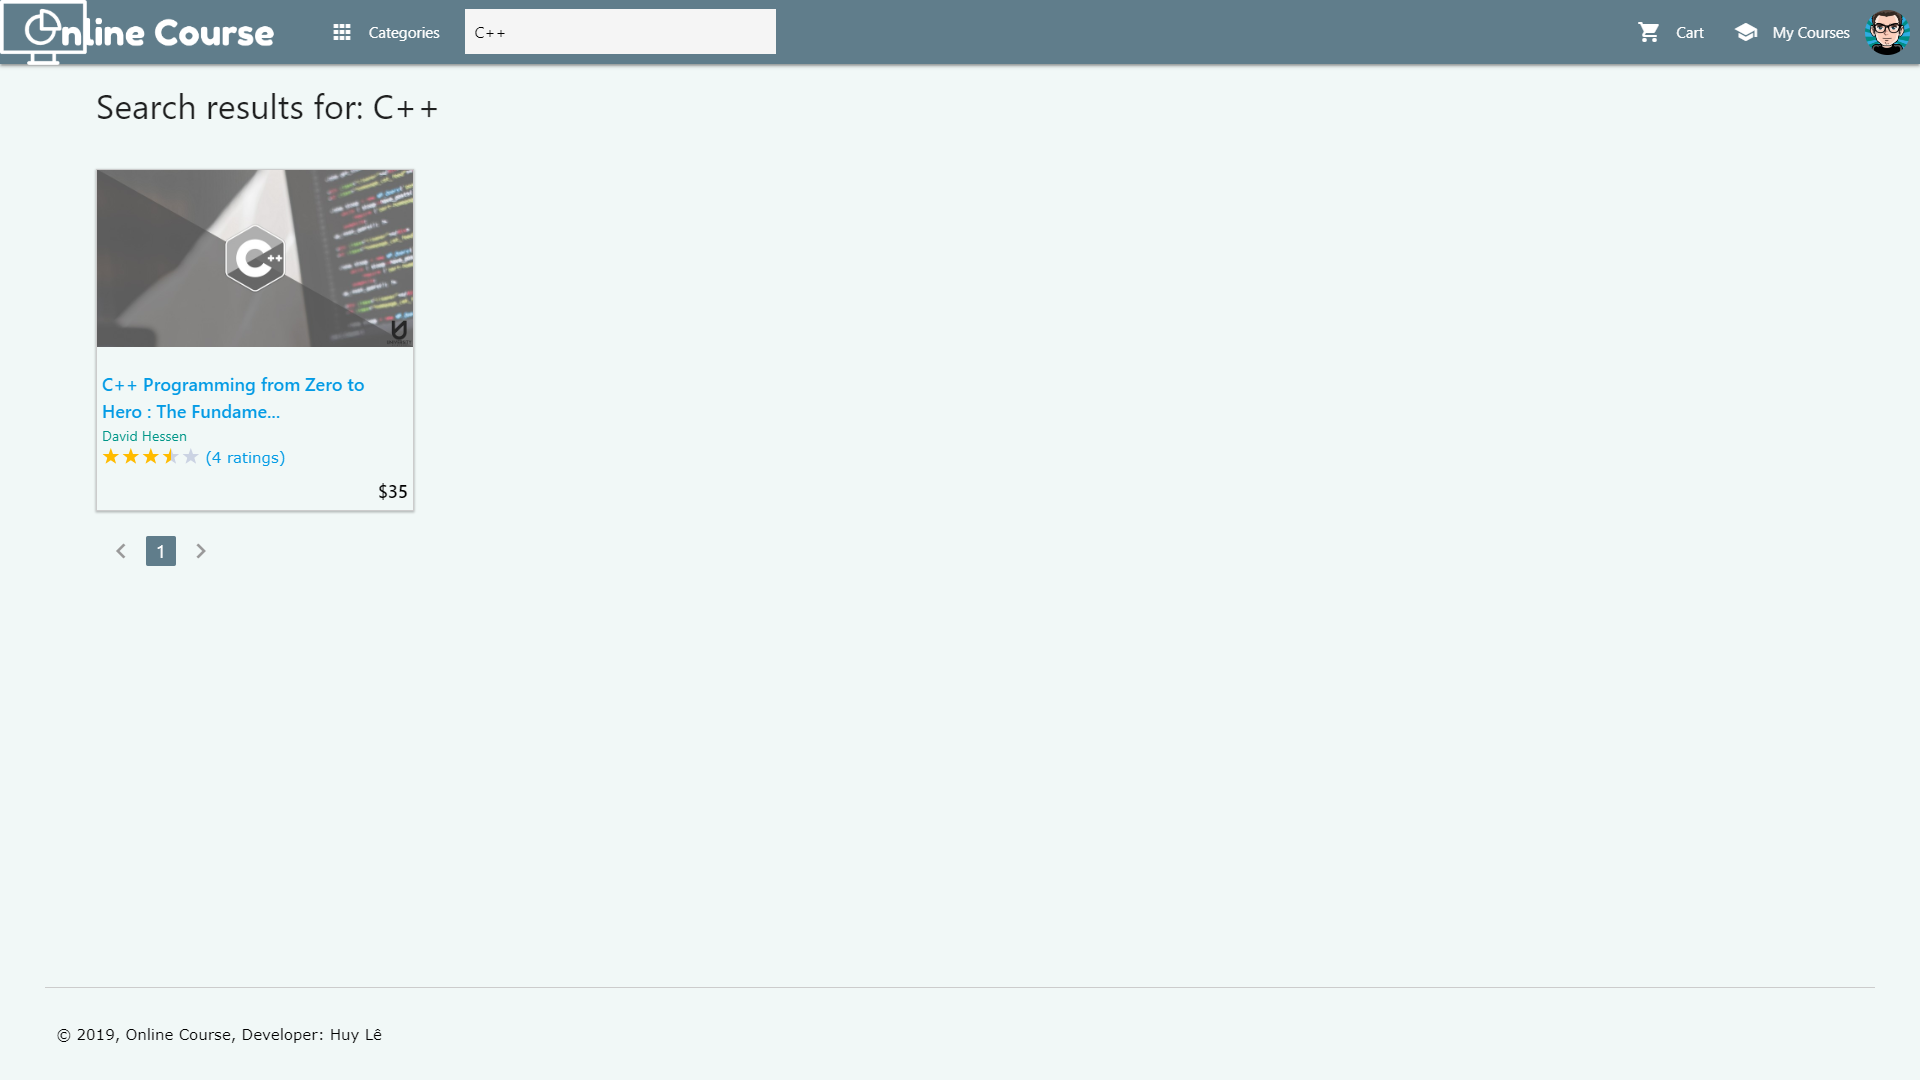 Online Course
Categories
C++
Cart
My Courses
Search results for: C++
C++
C++ Programming from Zero to
Hero : The Fundame...
David Hessen
(4 ratings)
$35
1
© 2019, Online Course, Developer: Huy Lê